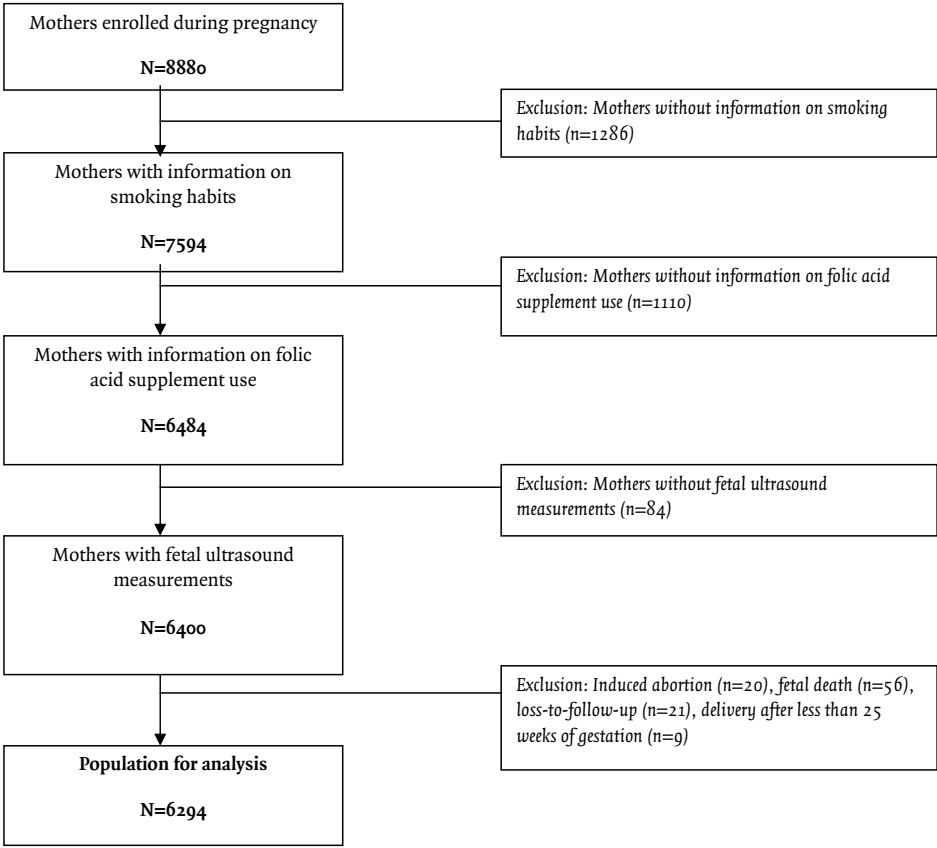 Mothers enrolled during pregnancy
N=8880
Exclusion: Mothers without information on smoking
habits (n=1286)
Mothers with information on
smoking habits
N=7594
Exclusion: Mothers without information on folic acid
supplement use (n=1110)
Mothers with information on folic
acid supplement use
N=6484
Exclusion: Mothers without fetal ultrasound
measurements (n=84)
Mothers with fetal ultrasound
measurements
N=6400
Exclusion: Induced abortion (n=20), fetal death (n=56),
loss-to-follow-up (n=21), delivery after less than 25
weeks of gestation (n=9)
Population for analysis
N=6294